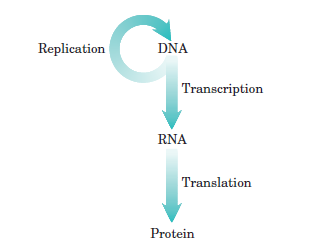 Replication
DNA
Transcription
RNA
Translation
Protein